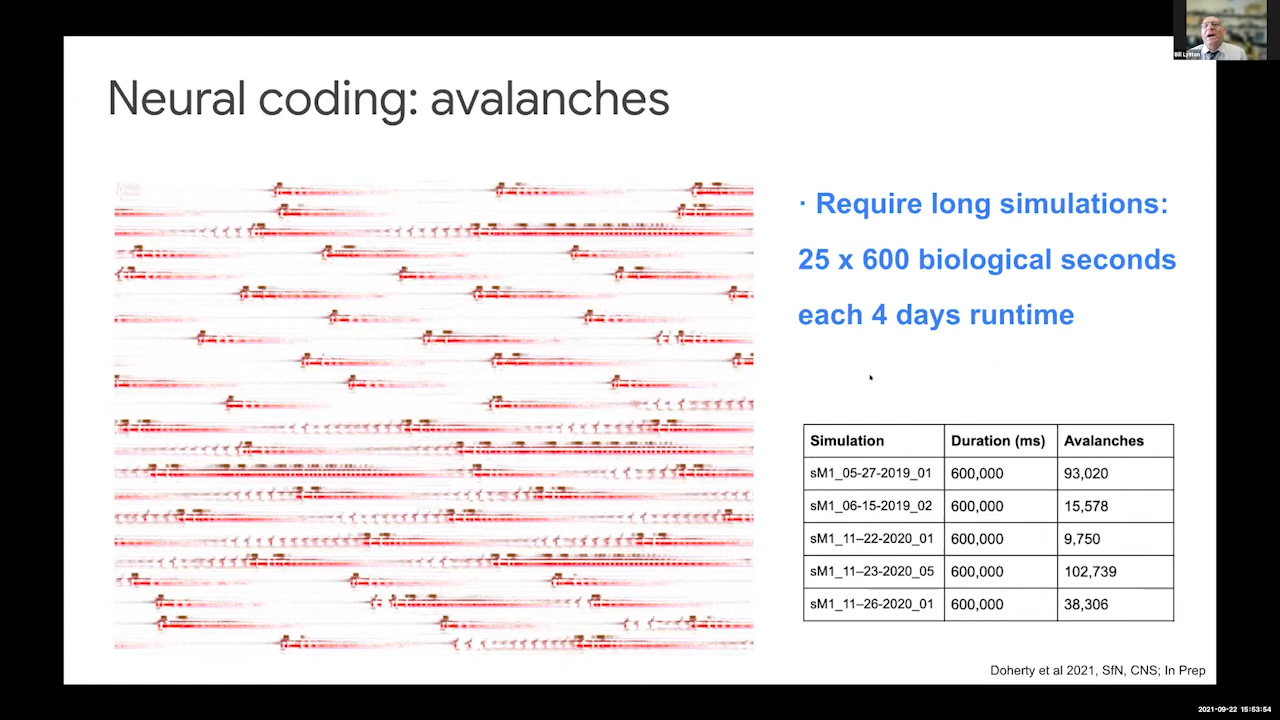 Bill Lytton
Neural coding: avalanches
· Require long simulations:
25 x 600 biological seconds
each 4 days runtime
Simulation Duration (ms) Avalanches
sM1_05-27-2019_01 600,000 93,020
sM1_06-15-2019_02 600,000 15,578
sM1_11–22-2020_01 600,000 9,750
sM1_11–23-2020_05 600,000 102,739
sM1_11–26-2020_01 600,000 38,306
Doherty et al 2021, SfN, CNS; In Prep
2021-09-22 15:53:54